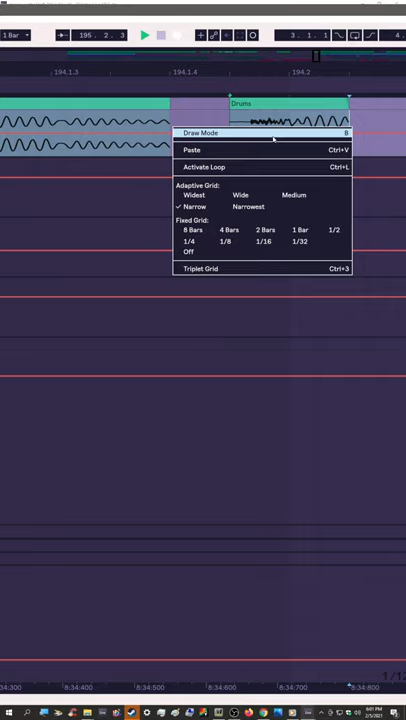 1 Bar
195. 2. 3
3. 1. 1
4.
194.1.3
194.1.4
194.2
Drums
Draw Mode B
Paste Ctrl+V
Activate Loop Ctrl+L
Adaptive Grid:
Widest Wide Medium
✓ Narrow Narrowest
Fixed Grid:
8 Bars 4 Bars 2 Bars 1 Bar 1/2
1/4 1/8 1/16 1/32
Off
Triplet Grid Ctrl+3
1/12
34:300
8:34:400
8:34:500
8:34:600
8:34:700
8:34:800
6:01 PM
2/5/2021